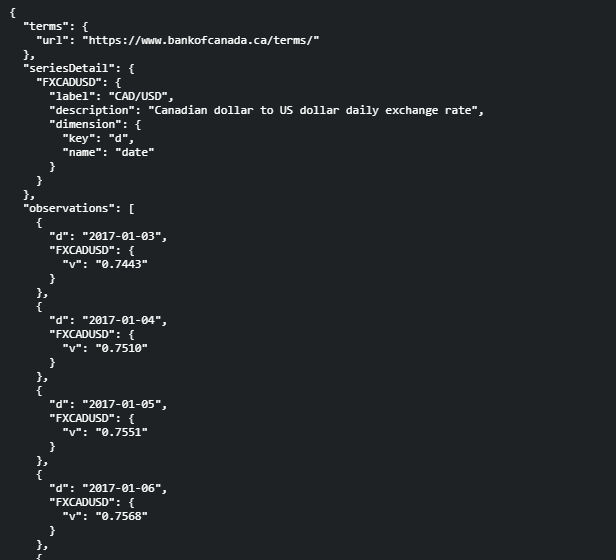 {
  "terms": {
    "url": "https://www.bankofcanada.ca/terms/"
  },
  "seriesDetail": {
    "FXCADUSD": {
      "label": "CAD/USD",
      "description": "Canadian dollar to US dollar daily exchange rate",
      "dimension": {
        "key": "d",
        "name": "date"
      }
    }
  },
  "observations": [
    {
      "d": "2017-01-03",
      "FXCADUSD": {
        "v": "0.7443"
      }
    },
    {
      "d": "2017-01-04",
      "FXCADUSD": {
        "v": "0.7510"
      }
    },
    {
      "d": "2017-01-05",
      "FXCADUSD": {
        "v": "0.7551"
      }
    },
    {
      "d": "2017-01-06",
      "FXCADUSD": {
        "v": "0.7568"
      }
    },
    {